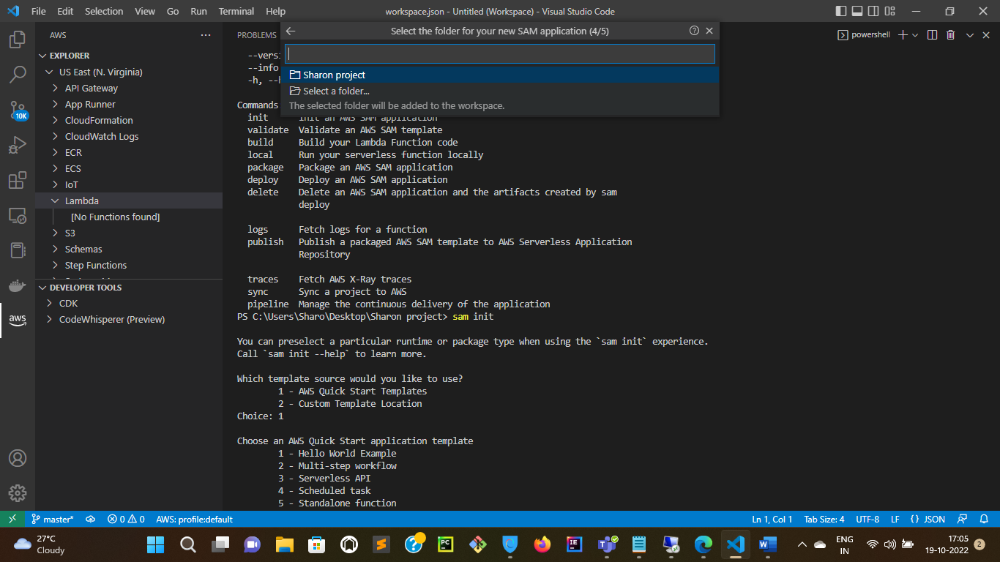 File Edit Selection View Go Run Terminal Help
workspace.json - Untitled (Workspace) - Visual Studio Code
AWS
EXPLORER
US East (N. Virginia)
API Gateway
App Runner
CloudFormation
CloudWatch Logs
ECR
ECS
IoT
Lambda
[No Functions found]
S3
Schemas
Step Functions
DEVELOPER TOOLS
CDK
CodeWhisperer (Preview)
10K
aws
PROBLEMS
powershell
Select the folder for your new SAM application (4/5)
Sharon project
Select a folder...
The selected folder will be added to the workspace.
--versi
--info
-h, --h
Commands
init Init an AWS SAM application
validate Validate an AWS SAM template
build Build your Lambda Function code
local Run your serverless function locally
package Package an AWS SAM application
deploy Deploy an AWS SAM application
delete Delete an AWS SAM application and the artifacts created by sam
deploy
logs Fetch logs for a function
publish Publish a packaged AWS SAM template to AWS Serverless Application
Repository
traces Fetch AWS X-Ray traces
sync Sync a project to AWS
pipeline Manage the continuous delivery of the application
PS C:\Users\Sharo\Desktop\Sharon project> sam init
You can preselect a particular runtime or package type when using the `sam init` experience.
Call `sam init --help` to learn more.
Which template source would you like to use?
1 - AWS Quick Start Templates
2 - Custom Template Location
Choice: 1
Choose an AWS Quick Start application template
1 - Hello World Example
2 - Multi-step workflow
3 - Serverless API
4 - Scheduled task
5 - Standalone function
master* 0 0 AWS: profile:default
Ln 1, Col 1 Tab Size: 4 UTF-8 LF {} JSON
27°C
Cloudy
ENG
IN
17:05
19-10-2022
2